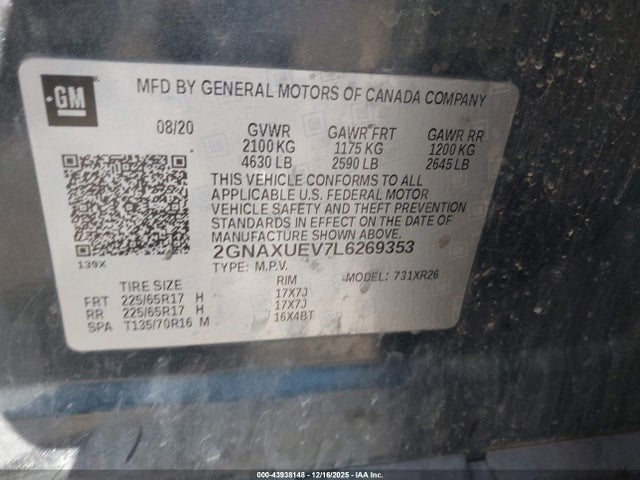 GM
MFD BY GENERAL MOTORS OF CANADA COMPANY
08/20 GVWR GAWR FRT GAWR RR
2100 KG 1175 KG 1200 KG
4630 LB 2590 LB 2645 LB
THIS VEHICLE CONFORMS TO ALL
APPLICABLE U.S. FEDERAL MOTOR
VEHICLE SAFETY AND THEFT PREVENTION
STANDARDS IN EFFECT ON THE DATE OF
MANUFACTURE SHOWN ABOVE.
2GNAXUEV7L6269353
139X
TYPE: M.P.V. MODEL: 731XR26
TIRE SIZE RIM
FRT 225/65R17 H 17X7J
RR 225/65R17 H 17X7J
SPA T135/70R16 M 16X4BT
000-43938148 - 12/16/2025 - IAA Inc.